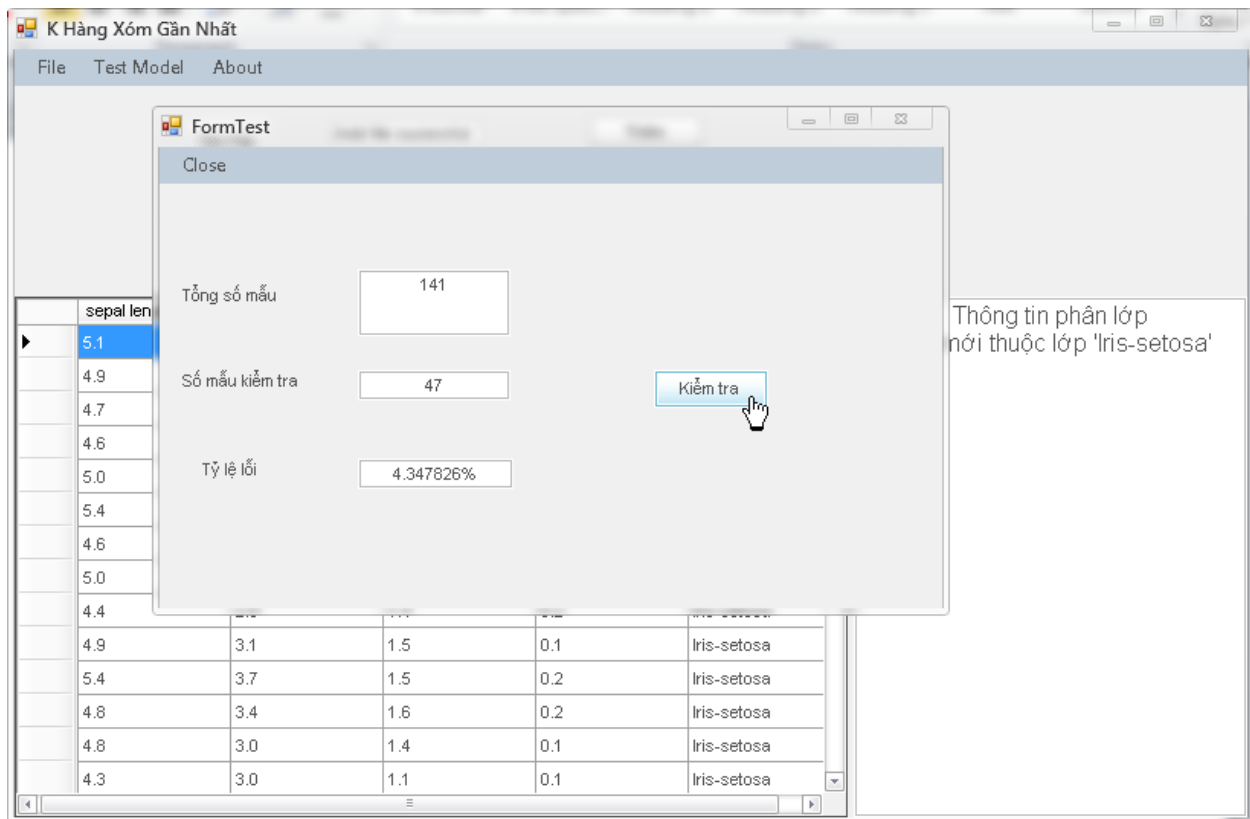 K Hàng Xóm Gần Nhất
File Test Model About
FormTest
Close
Tổng số mẫu 141
Số mẫu kiểm tra 47 Kiểm tra
Tỷ lệ lỗi 4.347826%
sepal len
5.1
4.9
4.7
4.6
5.0
5.4
4.6
5.0
4.4
4.9 3.1 1.5 0.1 Iris-setosa
5.4 3.7 1.5 0.2 Iris-setosa
4.8 3.4 1.6 0.2 Iris-setosa
4.8 3.0 1.4 0.1 Iris-setosa
4.3 3.0 1.1 0.1 Iris-setosa
Thông tin phân lớp
thuộc lớp 'Iris-setosa'